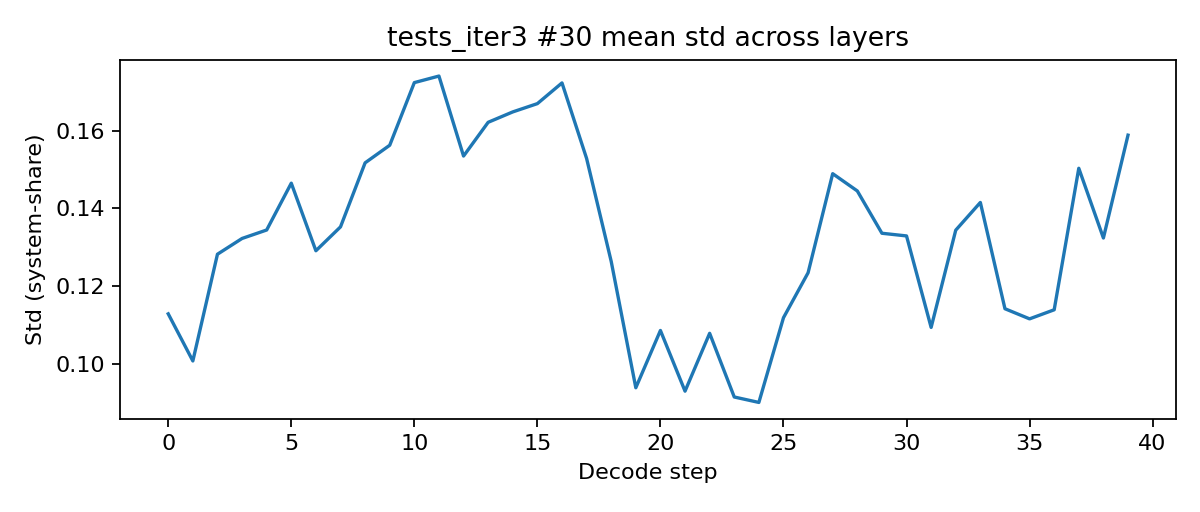 tests_iter3 #30 mean std across layers
Std (system-share)
0.16
0.14
0.12
0.10
0 5 10 15 20 25 30 35 40
Decode step